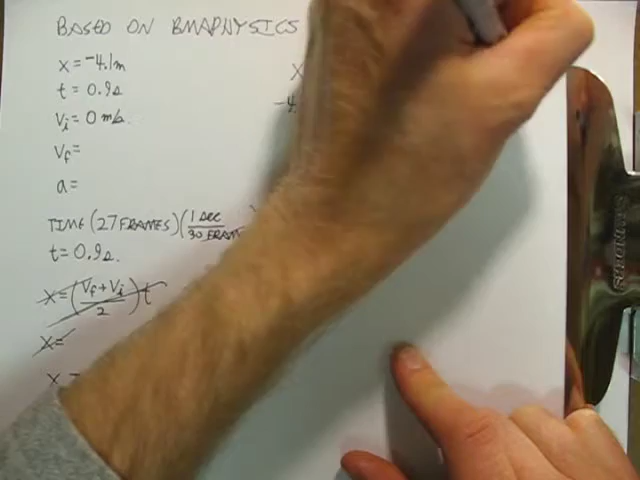 BASED ON BMAPHYSICS
x = -4.1m
t = 0.9s
Vi = 0 m/s.
Vf =
a =
TIME (27 FRAMES)(1 SEC / 30 FRAM
t = 0.9s.
x = (Vf + Vi / 2) t
x =
x =
x
-4.